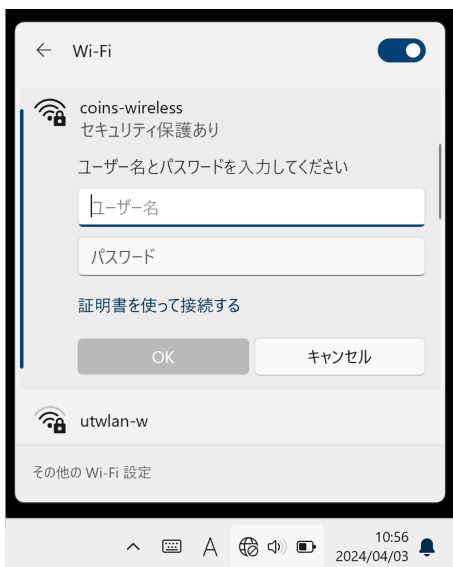 Wi-Fi
coins-wireless
セキュリティ保護あり
ユーザー名とパスワードを入力してください
ユーザー名
パスワード
証明書を使って接続する
OK
キャンセル
utwlan-w
その他の Wi-Fi 設定
A
10:56
2024/04/03